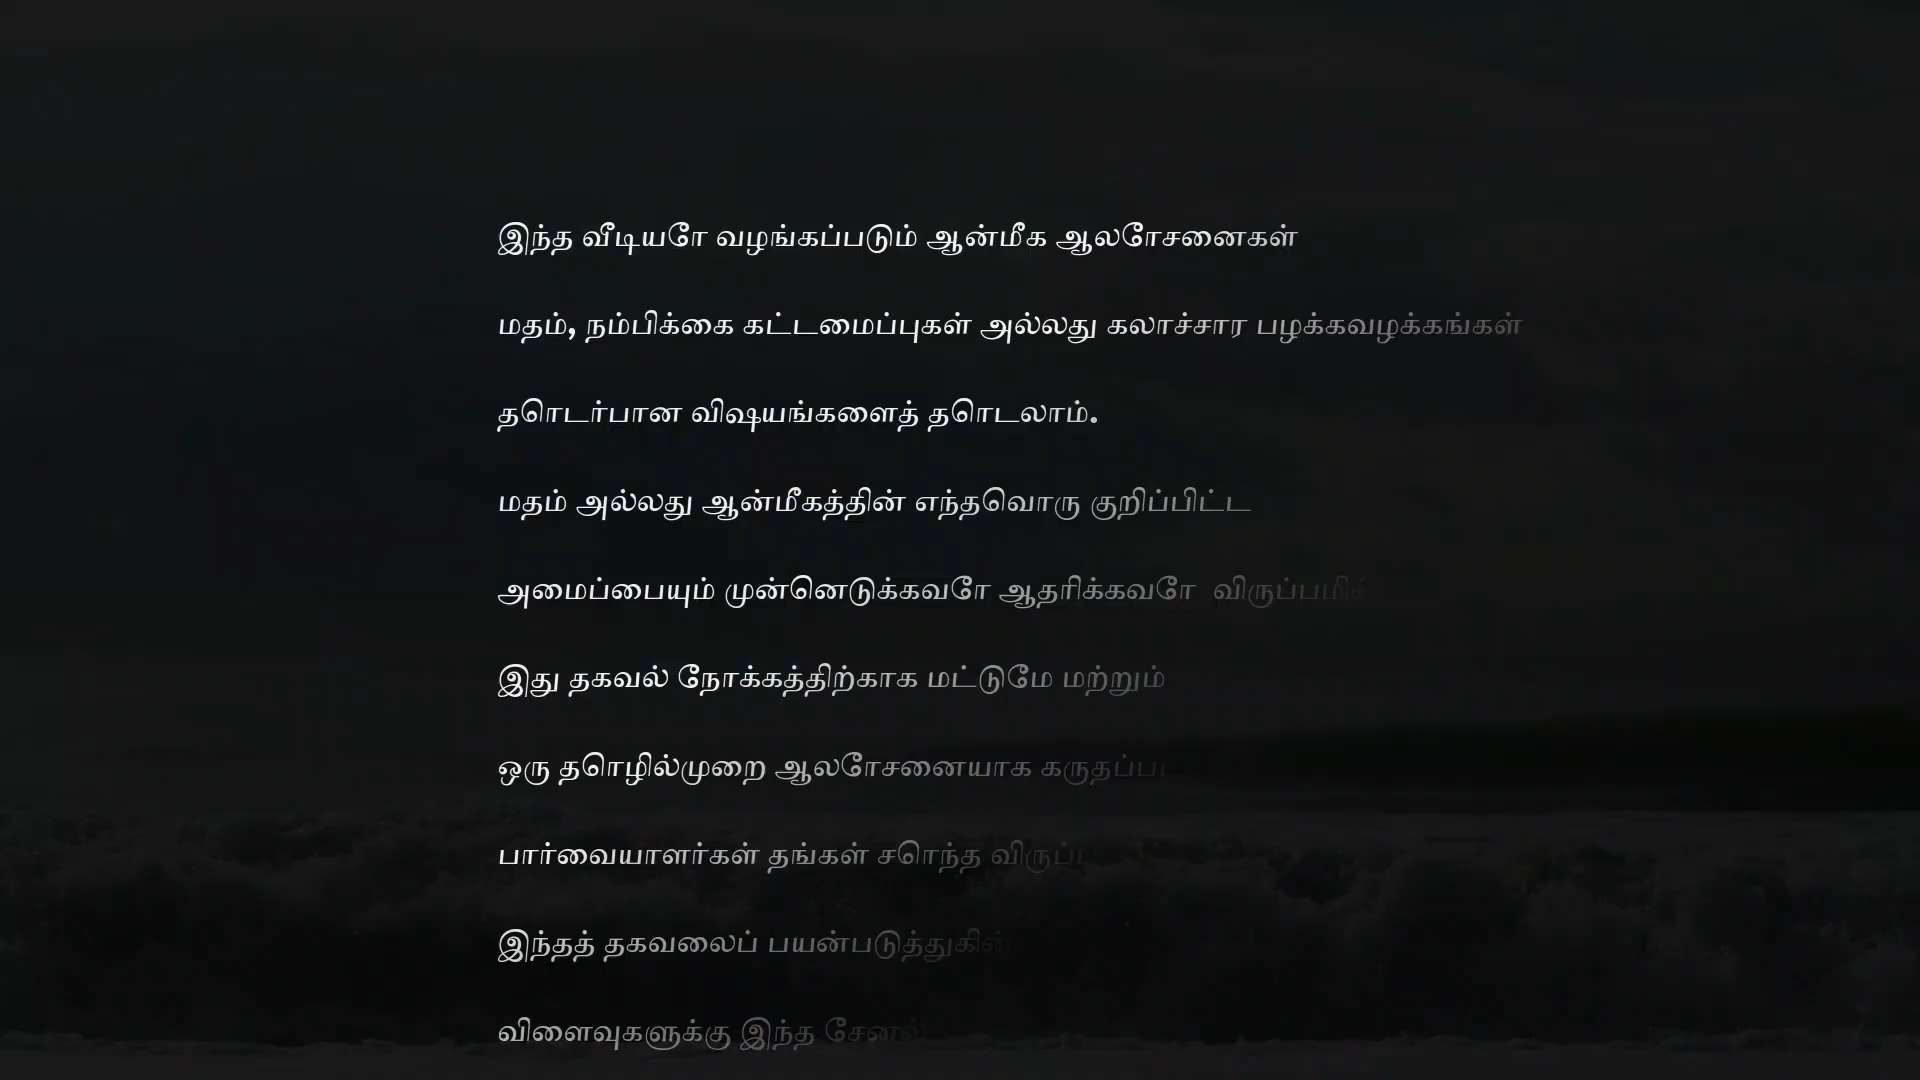 இந்த வீடியோ வழங்கப்படும் ஆன்மீக ஆலோசனைகள்
மதம், நம்பிக்கை கட்டமைப்புகள் அல்லது கலாச்சார பழக்கவழக்கங்கள்
தொடர்பான விஷயங்களைத் தொடலாம்.
மதம் அல்லது ஆன்மீகத்தின் எந்தவொரு குறிப்பிட்ட
அமைப்பையும் முன்னெடுக்கவோ ஆதரிக்கவோ
இது தகவல் நோக்கத்திற்காக மட்டுமே மற்றும்
ஒரு தொழில்முறை ஆலோசனையாக
பார்வையாளர்கள் தங்கள் சொந்த
இந்தத் தகவலைப்
விளைவுகளுக்கு இந்த